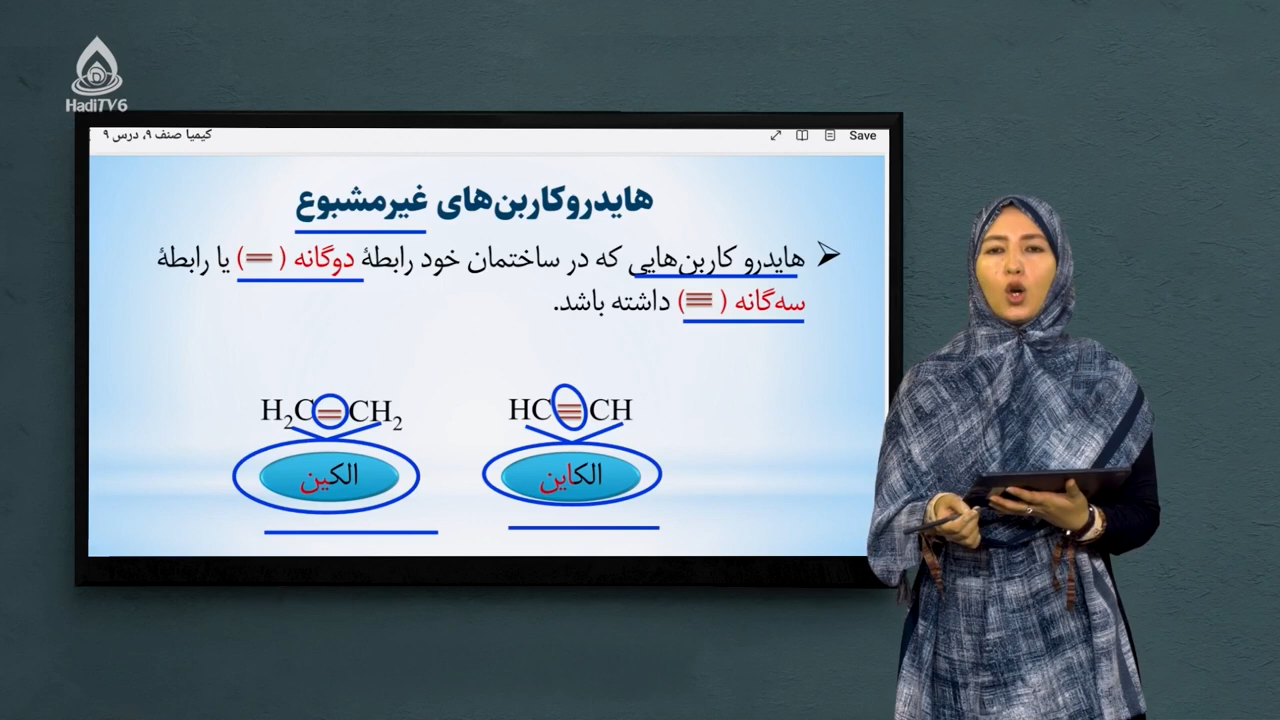 HadiTV6
کیمیا صنف ۹، درس ۹
Save
هایدروکاربن‌های غیرمشبوع
هایدرو کاربن‌هایی که در ساختمان خود رابطهٔ دوگانه ( = ) یا رابطهٔ
سه‌گانه ( ≡ ) داشته باشد.
H₂C=CH₂ HC≡CH
الکین الکاین